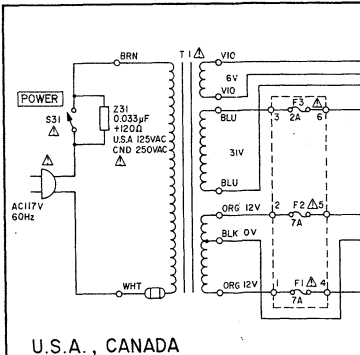 BRN
T1
VIO
6V
VIO
POWER
S31
Z31
0.033μF
+120Ω
U.S.A 125VAC
CND 250VAC
BLU
31V
BLU
F3
3 2A 6
AC117V
60Hz
ORG 12V
2 F2 5
7A
BLK 0V
WHT
ORG 12V
1 F1 4
7A
U.S.A., CANADA